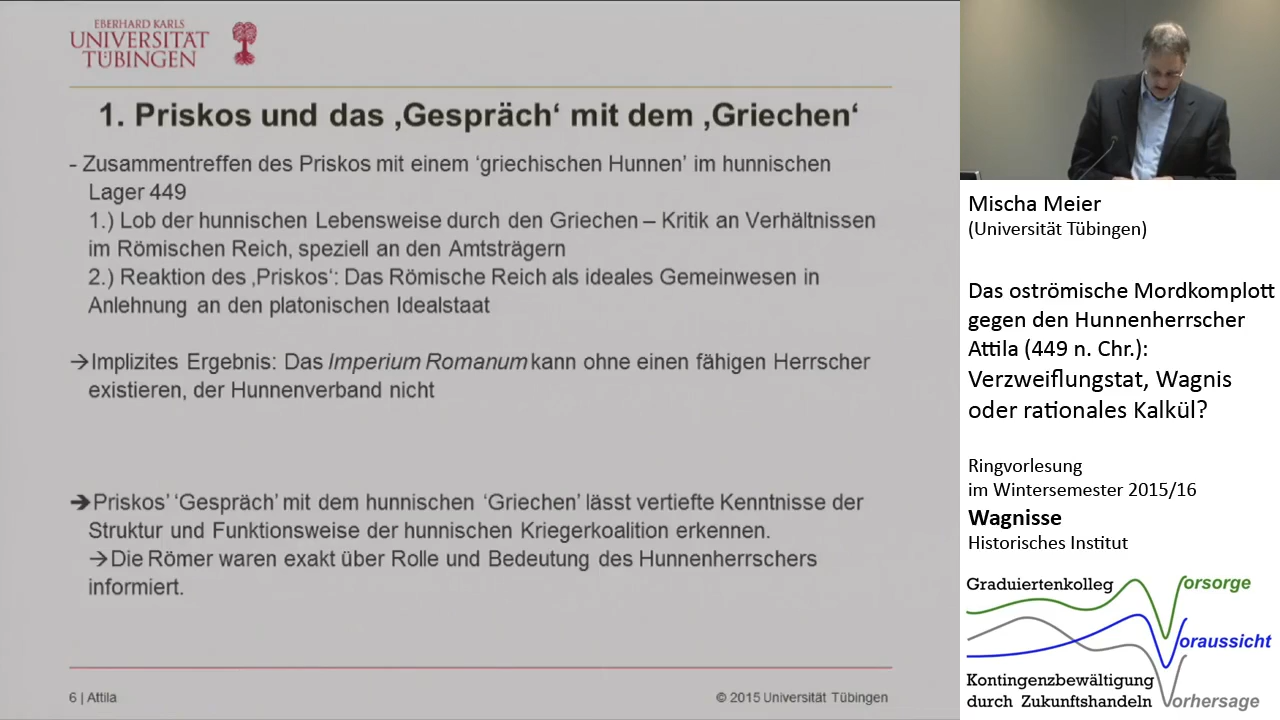 EBERHARD KARLS
UNIVERSITÄT
TÜBINGEN
1. Priskos und das ‚Gespräch‘ mit dem ‚Griechen‘
- Zusammentreffen des Priskos mit einem ‘griechischen Hunnen’ im hunnischen
Lager 449
1.) Lob der hunnischen Lebensweise durch den Griechen – Kritik an Verhältnissen
im Römischen Reich, speziell an den Amtsträgern
2.) Reaktion des ‚Priskos‘: Das Römische Reich als ideales Gemeinwesen in
Anlehnung an den platonischen Idealstaat
→Implizites Ergebnis: Das Imperium Romanum kann ohne einen fähigen Herrscher
existieren, der Hunnenverband nicht
➔Priskos’ ‘Gespräch’ mit dem hunnischen ‘Griechen’ lässt vertiefte Kenntnisse der
Struktur und Funktionsweise der hunnischen Kriegerkoalition erkennen.
→Die Römer waren exakt über Rolle und Bedeutung des Hunnenherrschers
informiert.
6 | Attila
© 2015 Universität Tübingen
Mischa Meier
(Universität Tübingen)
Das oströmische Mordkomplott
gegen den Hunnenherrscher
Attila (449 n. Chr.):
Verzweiflungstat, Wagnis
oder rationales Kalkül?
Ringvorlesung
im Wintersemester 2015/16
Wagnisse
Historisches Institut
Graduiertenkolleg
Vorsorge
Voraussicht
Kontingenzbewältigung
durch Zukunftshandeln
Vorhersage